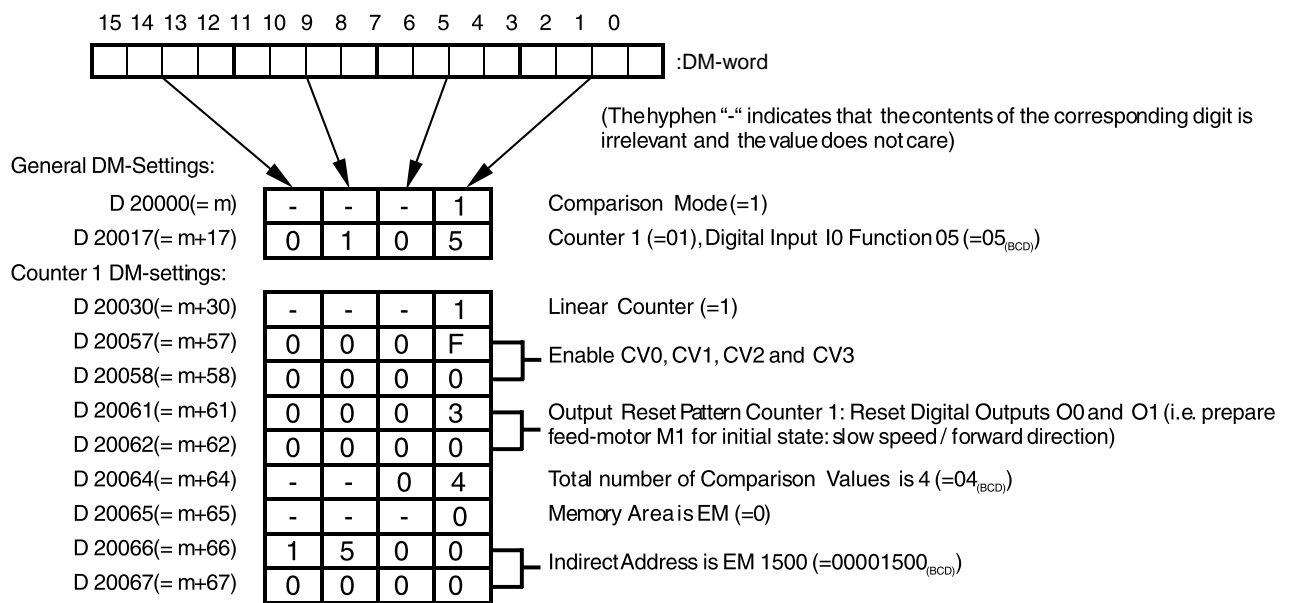 15 14 13 12 11 10 9 8 7 6 5 4 3 2 1 0
:DM-word
(The hyphen “-“ indicates that the contents of the corresponding digit is
irrelevant and the value does not care)
General DM-Settings:
D 20000(= m) - - - 1 Comparison Mode (=1)
D 20017(= m+17) 0 1 0 5 Counter 1 (=01), Digital Input I0 Function 05 (=05(BCD))
Counter 1 DM-settings:
D 20030(= m+30) - - - 1 Linear Counter (=1)
D 20057(= m+57) 0 0 0 F
Enable CV0, CV1, CV2 and CV3
D 20058(= m+58) 0 0 0 0
D 20061(= m+61) 0 0 0 3 Output Reset Pattern Counter 1: Reset Digital Outputs O0 and O1 (i.e. prepare
D 20062(= m+62) 0 0 0 0 feed-motor M1 for initial state: slow speed / forward direction)
D 20064(= m+64) - - 0 4 Total number of Comparison Values is 4 (=04(BCD))
D 20065(= m+65) - - - 0 Memory Area is EM (=0)
D 20066(= m+66) 1 5 0 0
Indirect Address is EM 1500 (=00001500(BCD))
D 20067(= m+67) 0 0 0 0